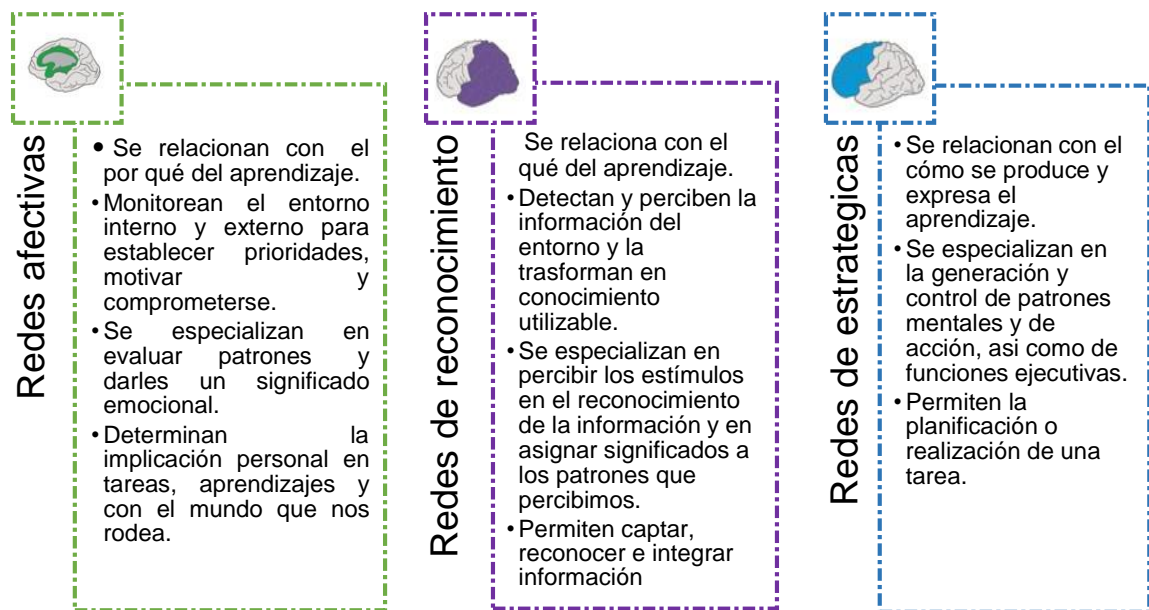 Redes afectivas
• Se relacionan con el
por qué del aprendizaje.
• Monitorean el entorno
interno y externo para
establecer prioridades,
motivar y
comprometerse.
• Se especializan en
evaluar patrones y
darles un significado
emocional.
• Determinan la
implicación personal en
tareas, aprendizajes y
con el mundo que nos
rodea.
Redes de reconocimiento
Se relaciona con el
qué del aprendizaje.
• Detectan y perciben la
información del
entorno y la
trasforman en
conocimiento
utilizable.
• Se especializan en
percibir los estímulos
en el reconocimiento
de la información y en
asignar significados a
los patrones que
percibimos.
• Permiten captar,
reconocer e integrar
información
Redes de estrategicas
• Se relacionan con el
cómo se produce y
expresa el
aprendizaje.
• Se especializan en
la generación y
control de patrones
mentales y de
acción, asi como de
funciones ejecutivas.
• Permiten la
planificación o
realización de una
tarea.